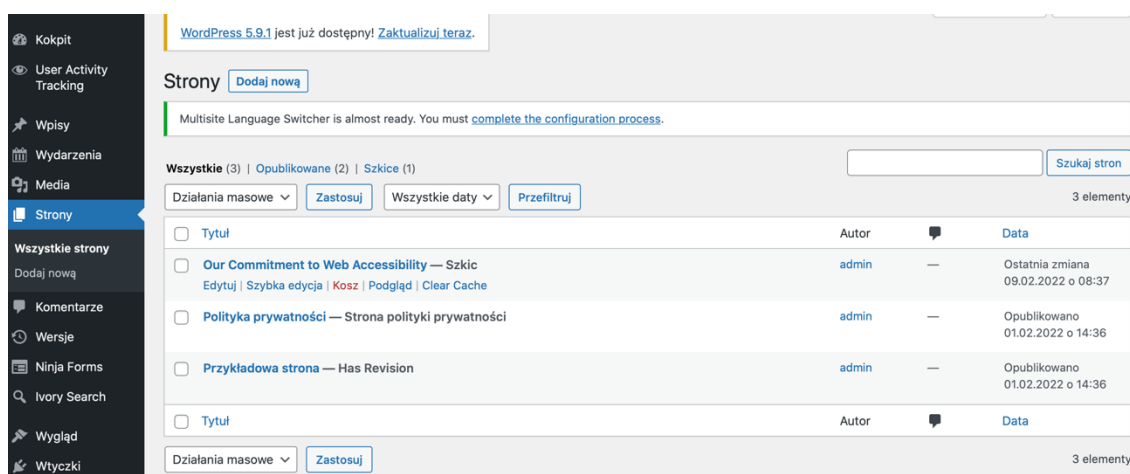 Kokpit
User Activity
Tracking
Wpisy
Wydarzenia
Media
Strony
Wszystkie strony
Dodaj nową
Komentarze
Wersje
Ninja Forms
Ivory Search
Wygląd
Wtyczki
WordPress 5.9.1 jest już dostępny! Zaktualizuj teraz.
Strony Dodaj nową
Multisite Language Switcher is almost ready. You must complete the configuration process.
Wszystkie (3) | Opublikowane (2) | Szkice (1)
Szukaj stron
Działania masowe Zastosuj Wszystkie daty Przefiltruj 3 elementy
Tytuł Autor Data
Our Commitment to Web Accessibility — Szkic admin — Ostatnia zmiana
Edytuj | Szybka edycja | Kosz | Podgląd | Clear Cache 09.02.2022 o 08:37
Polityka prywatności — Strona polityki prywatności admin — Opublikowano
01.02.2022 o 14:36
Przykładowa strona — Has Revision admin — Opublikowano
01.02.2022 o 14:36
Tytuł Autor Data
Działania masowe Zastosuj 3 elementy